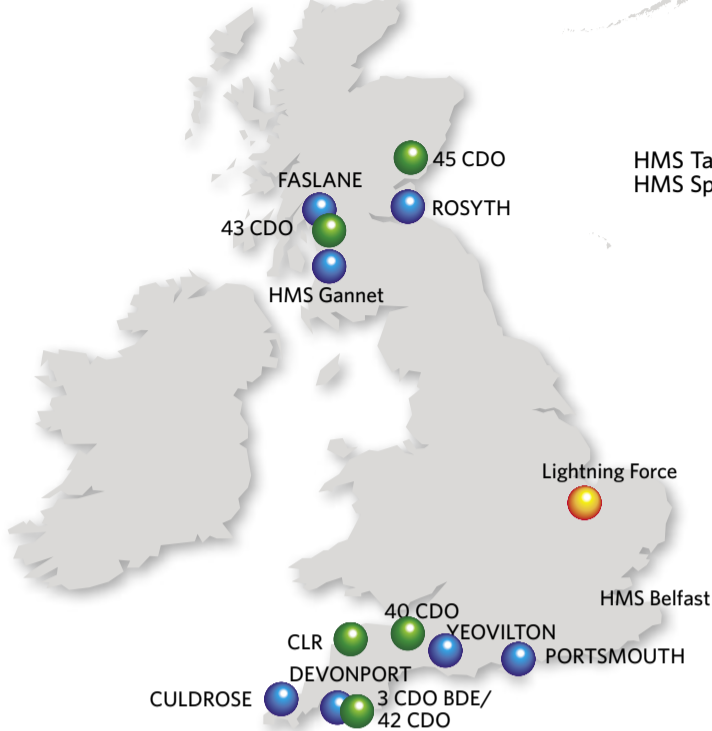 45 CDO
HMS Ta
HMS Sp
FASLANE
ROSYTH
43 CDO
HMS Gannet
Lightning Force
HMS Belfast
40 CDO
YEOVILTON
CLR
PORTSMOUTH
DEVONPORT
CULDROSE
3 CDO BDE/
42 CDO